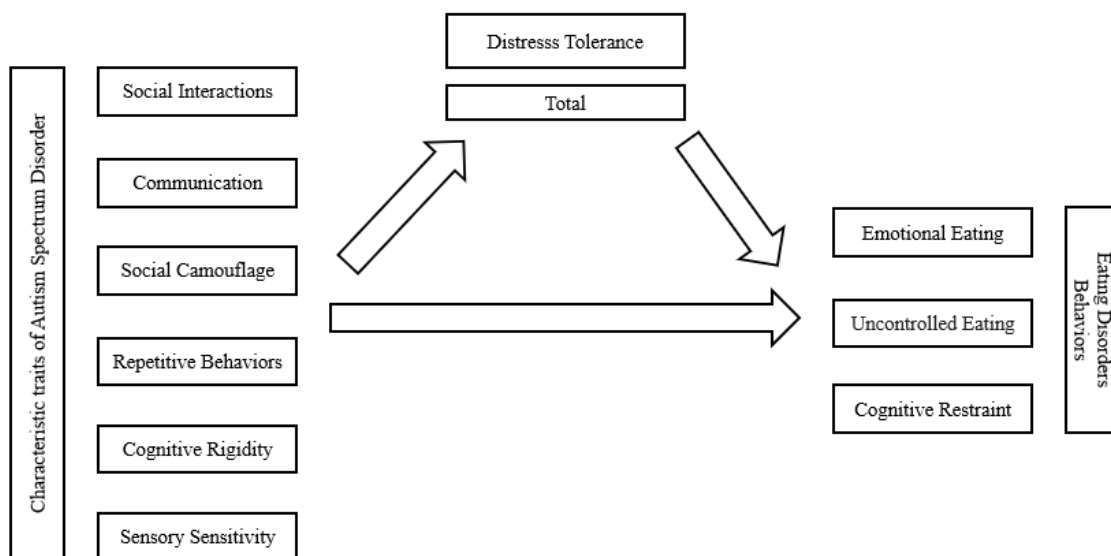 Distresss Tolerance
Total
Characteristic traits of Autism Spectrum Disorder
Social Interactions
Communication
Social Camouflage
Repetitive Behaviors
Cognitive Rigidity
Sensory Sensitivity
Emotional Eating
Uncontrolled Eating
Cognitive Restraint
Eating Disorders
Behaviors